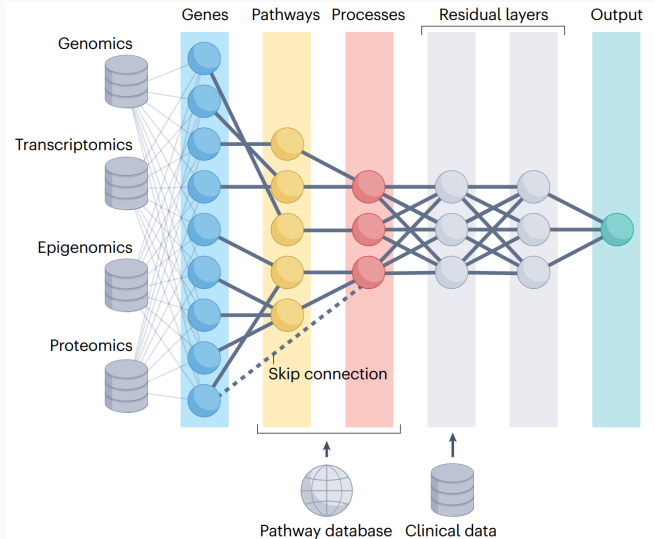 Genes
Pathways
Processes
Residual layers
Output
Genomics
Transcriptomics
Epigenomics
Proteomics
Skip connection
Pathway database
Clinical data